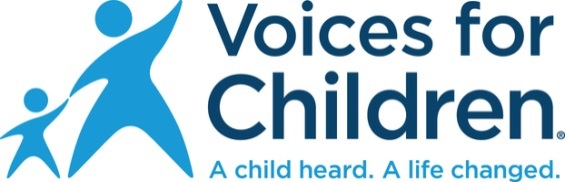 Voices for
Children®
A child heard. A life changed.